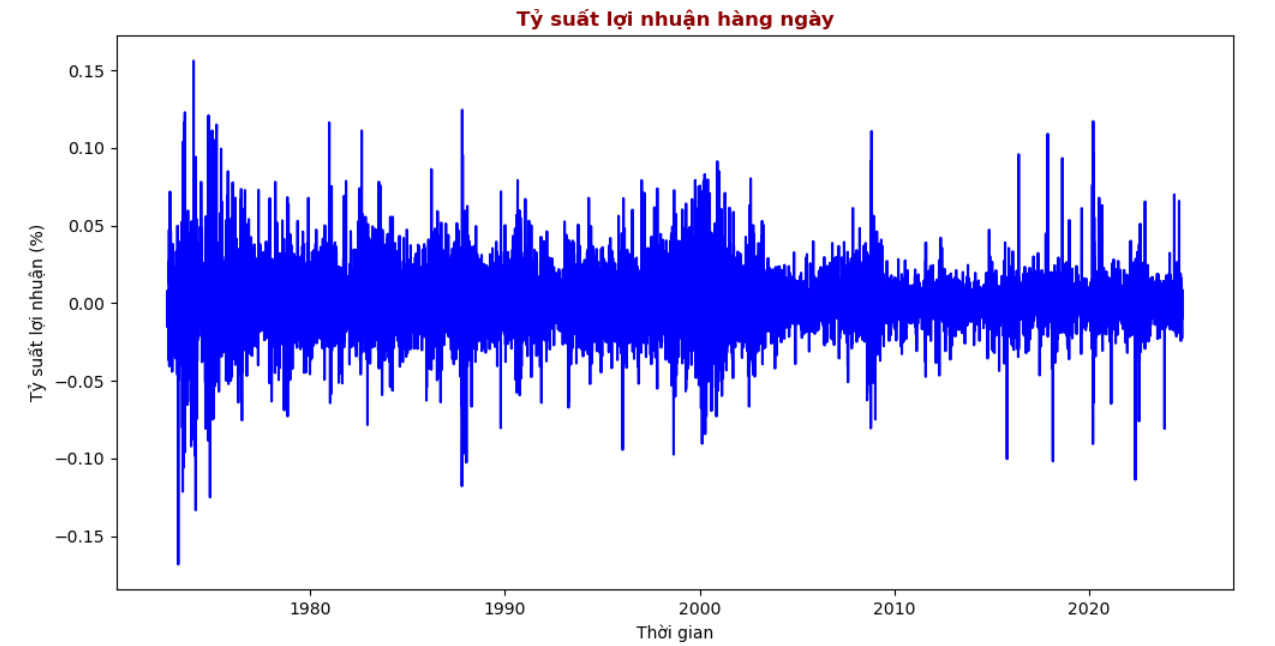 Tỷ suất lợi nhuận hàng ngày
Tỷ suất lợi nhuận (%)
0.15
0.10
0.05
0.00
−0.05
−0.10
−0.15
1980 1990 2000 2010 2020
Thời gian